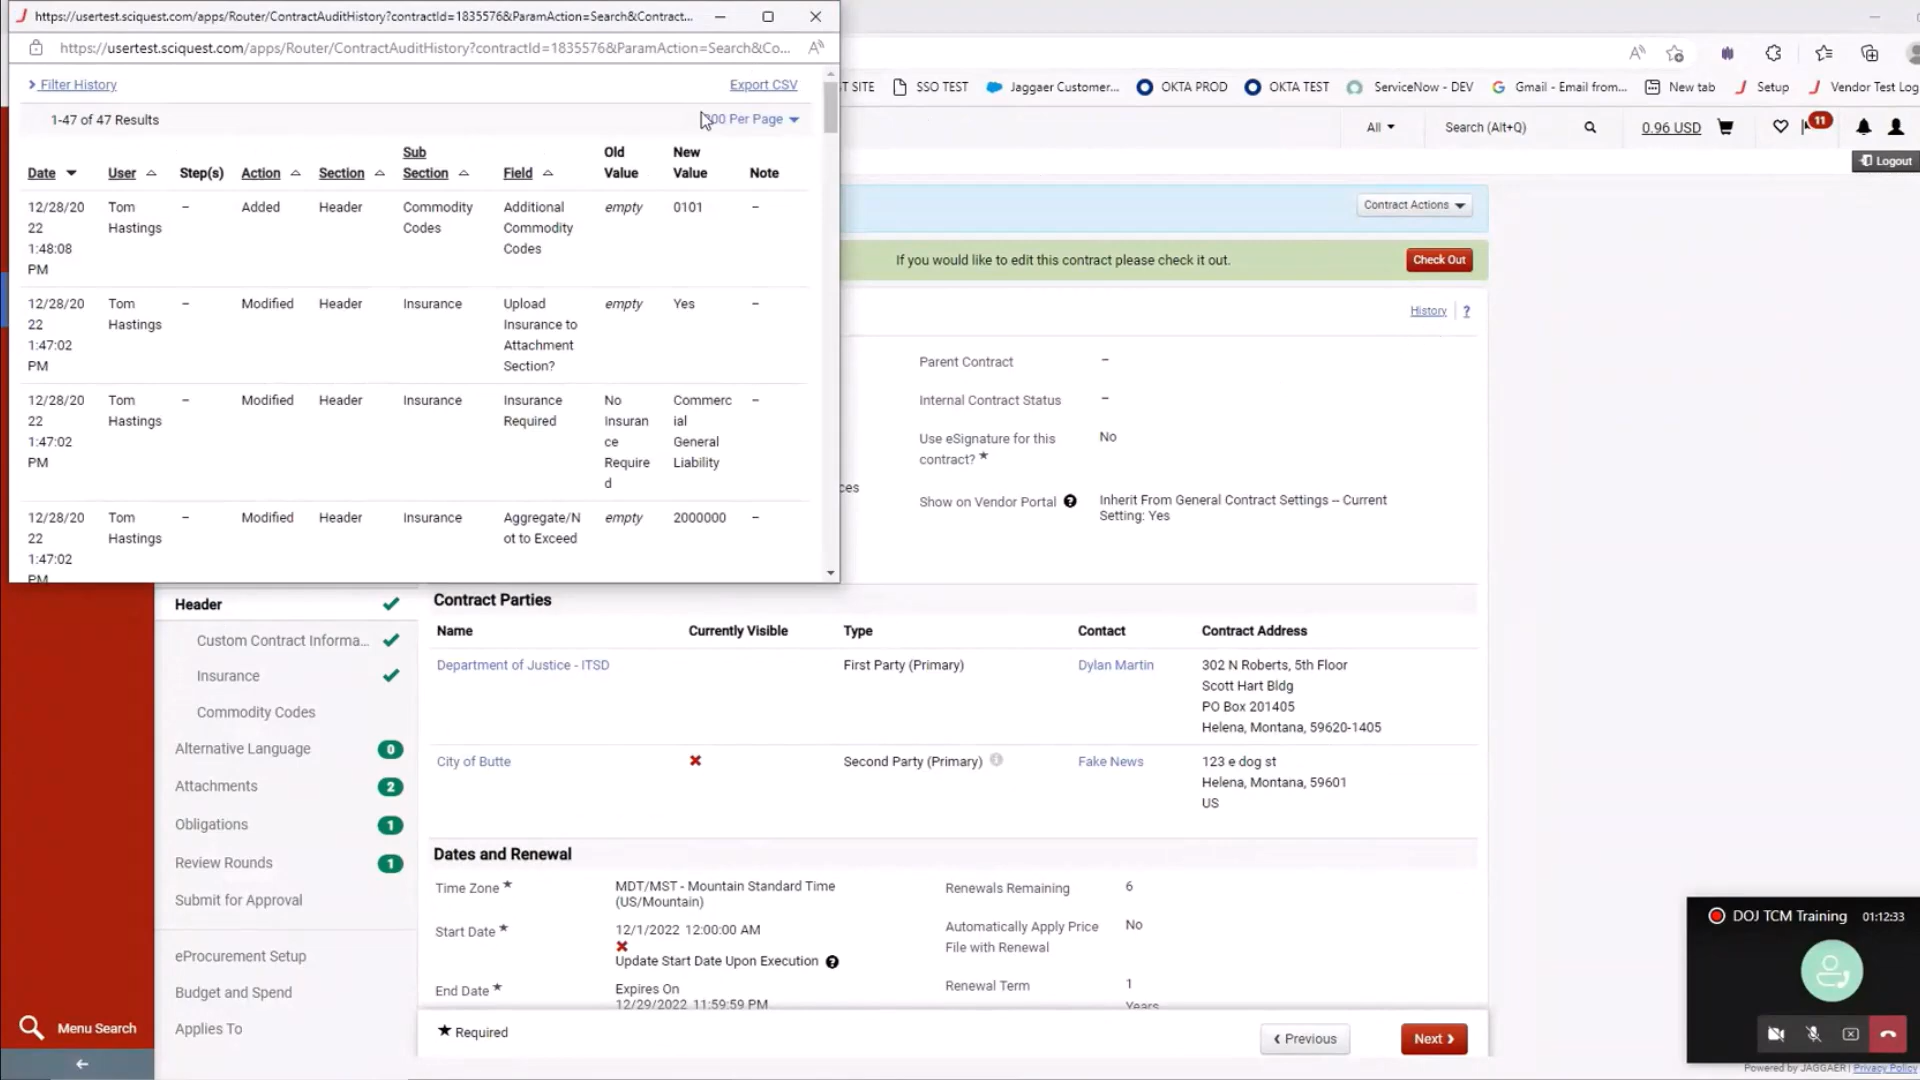 https://usertest.sciquest.com/apps/Router/ContractAuditHistory?contractId=1835576&ParamAction=Search&Contract...
https://usertest.sciquest.com/apps/Router/ContractAuditHistory?contractId=1835576&ParamAction=Search&Co...
Filter History
Export CSV
1-47 of 47 Results
00 Per Page
Date User Step(s) Action Section Sub Section Field Old Value New Value Note
12/28/20
22
1:48:08
PM
Tom
Hastings
–
Added
Header
Commodity
Codes
Additional
Commodity
Codes
empty
0101
–
12/28/20
22
1:47:02
PM
Tom
Hastings
–
Modified
Header
Insurance
Upload
Insurance to
Attachment
Section?
empty
Yes
–
12/28/20
22
1:47:02
PM
Tom
Hastings
–
Modified
Header
Insurance
Insurance
Required
No
Insuran
ce
Require
d
Commerc
ial
General
Liability
–
12/28/20
22
1:47:02
PM
Tom
Hastings
–
Modified
Header
Insurance
Aggregate/N
ot to Exceed
empty
2000000
–
T SITE SSO TEST Jaggaer Customer... OKTA PROD OKTA TEST ServiceNow - DEV Gmail - Email from... New tab Setup Vendor Test Log
All Search (Alt+Q) 0.96 USD 11
Logout
Contract Actions
If you would like to edit this contract please check it out.
Check Out
History ?
Parent Contract –
Internal Contract Status –
Use eSignature for this
contract? ★
No
ces
Show on Vendor Portal
Inherit From General Contract Settings – Current
Setting: Yes
Header
Custom Contract Informa...
Insurance
Commodity Codes
Alternative Language 0
Attachments 2
Obligations 1
Review Rounds 1
Submit for Approval
eProcurement Setup
Budget and Spend
Applies To
Menu Search
Contract Parties
Name Currently Visible Type Contact Contract Address
Department of Justice - ITSD
First Party (Primary)
Dylan Martin
302 N Roberts, 5th Floor
Scott Hart Bldg
PO Box 201405
Helena, Montana, 59620-1405
City of Butte
Second Party (Primary)
Fake News
123 e dog st
Helena, Montana, 59601
US
Dates and Renewal
Time Zone ★
MDT/MST - Mountain Standard Time
(US/Mountain)
Start Date ★
12/1/2022 12:00:00 AM
Update Start Date Upon Execution
End Date ★
Expires On
12/29/2022 11:59:59 PM
Renewals Remaining 6
Automatically Apply Price
File with Renewal
No
Renewal Term 1
Years
★ Required
Previous
Next
DOJ TCM Training 01:12:33
Powered by JAGGAER | Privacy Policy